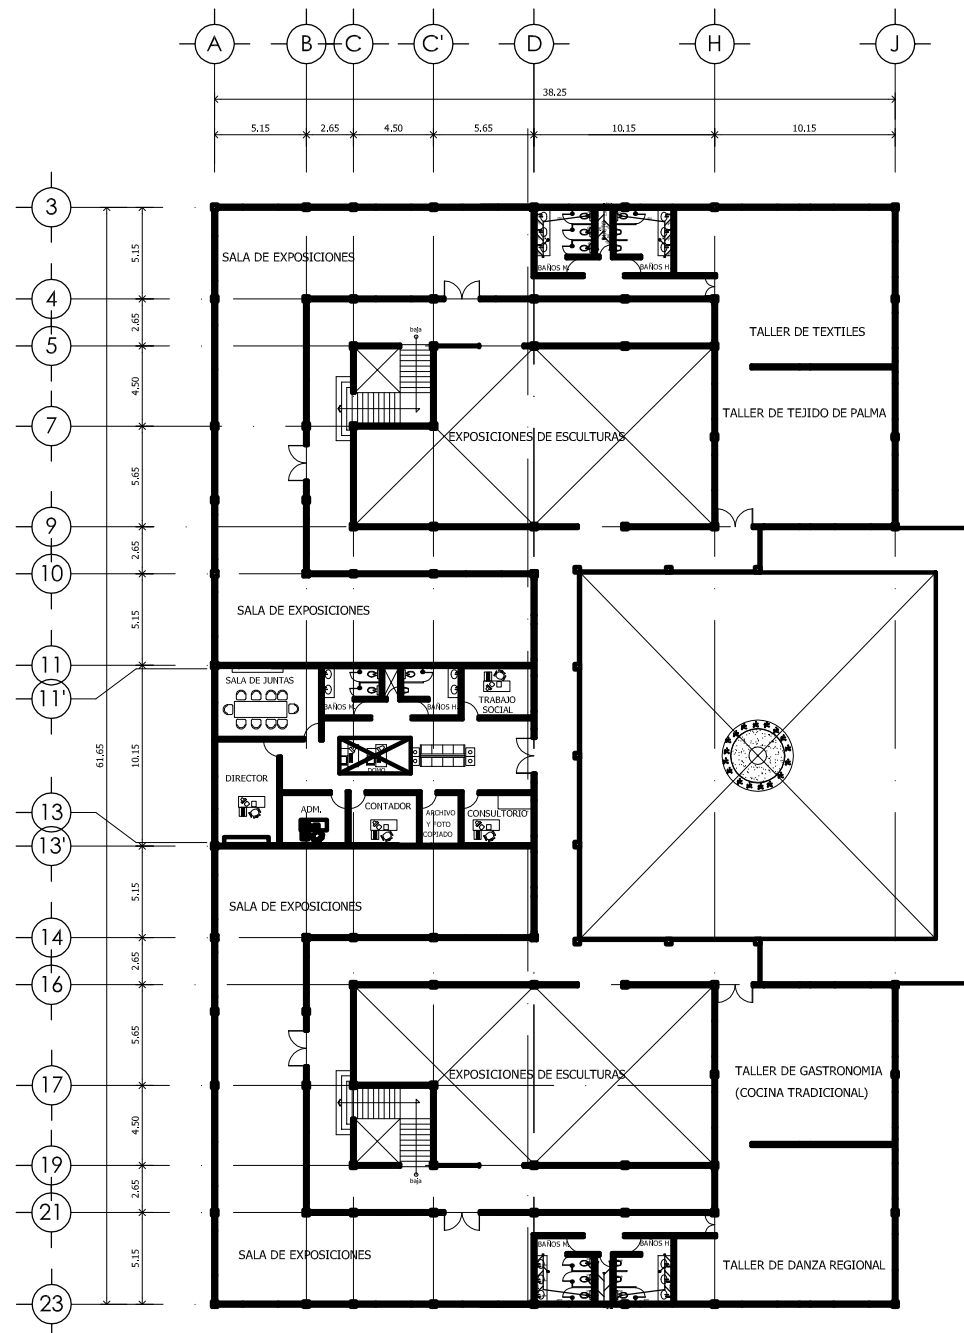 A B C C' D H J
38.25
5.15 2.65 4.50 5.65 10.15 10.15
3
4
5
7
9
10
11
11'
13
13'
14
16
17
19
21
23
61.65
5.15
2.65
4.50
5.65
2.65
5.15
10.15
5.15
2.65
5.65
4.50
2.65
5.15
SALA DE EXPOSICIONES
BAÑOS M.
BAÑOS H.
baja
TALLER DE TEXTILES
TALLER DE TEJIDO DE PALMA
EXPOSICIONES DE ESCULTURAS
SALA DE EXPOSICIONES
SALA DE JUNTAS
BAÑOS M.
BAÑOS H.
TRABAJO
SOCIAL
DOMO
DIRECTOR
ADM.
CONTADOR
ARCHIVO
Y FOTO
COPIADO
CONSULTORIO
SALA DE EXPOSICIONES
EXPOSICIONES DE ESCULTURAS
TALLER DE GASTRONOMIA
(COCINA TRADICIONAL)
baja
SALA DE EXPOSICIONES
BAÑOS M.
BAÑOS H.
TALLER DE DANZA REGIONAL